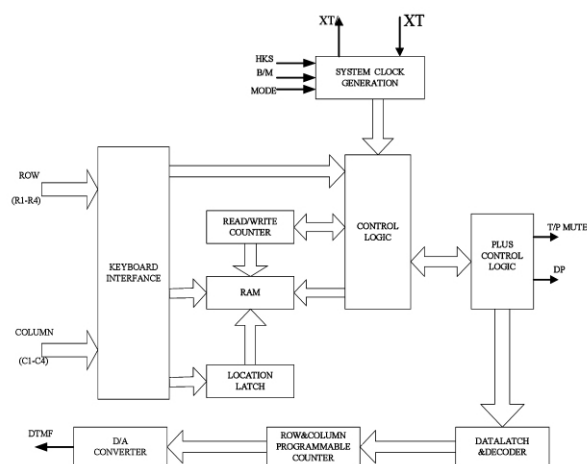 XT
XT
HKS
B/M
MODE
SYSTEM CLOCK
GENERATION
ROW
(R1-R4)
KEYBOARD
INTERFANCE
READ/WRITE
COUNTER
CONTROL
LOGIC
RAM
PLUS
CONTROL
LOGIC
T/P MUTE
DP
COLUMN
(C1-C4)
LOCATION
LATCH
DTMF
D/A
CONVERTER
ROW&COLUMN
PROGRAMMABLE
COUNTER
DATALATCH
&DECODER